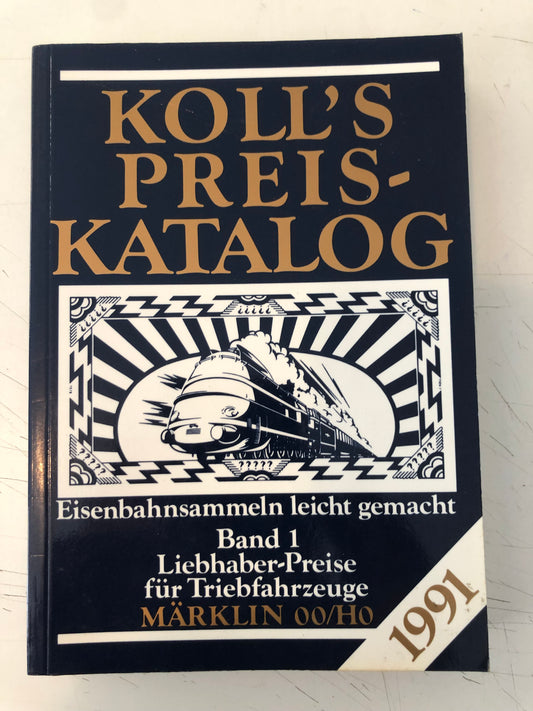 KOLL'S
PREIS-
KATALOG
?????
?????
Eisenbahnsammeln leicht gemacht
Band 1
Liebhaber-Preise
für Triebfahrzeuge
MÄRKLIN 00/H0
1991